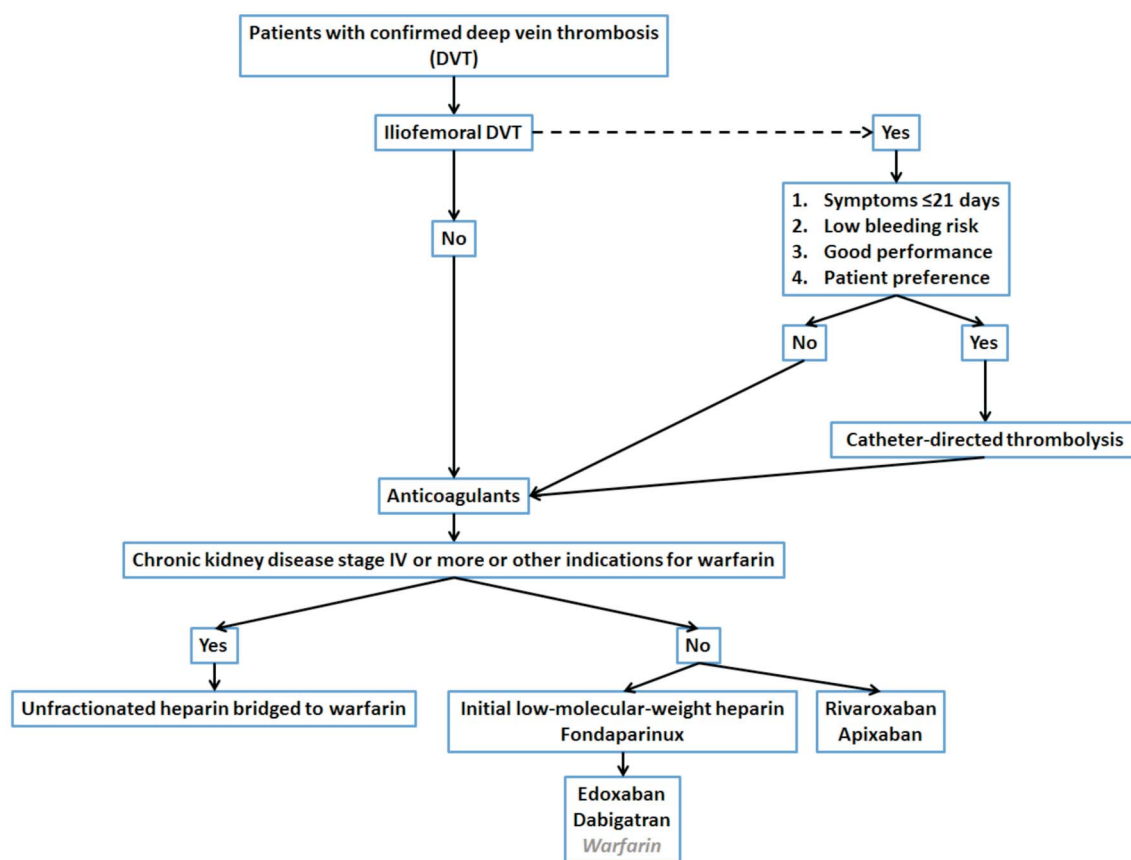 Patients with confirmed deep vein thrombosis
(DVT)
Iliofemoral DVT
Yes
1. Symptoms ≤21 days
2. Low bleeding risk
3. Good performance
4. Patient preference
No
No
Yes
Catheter-directed thrombolysis
Anticoagulants
Chronic kidney disease stage IV or more or other indications for warfarin
Yes
No
Unfractionated heparin bridged to warfarin
Initial low-molecular-weight heparin
Fondaparinux
Rivaroxaban
Apixaban
Edoxaban
Dabigatran
Warfarin